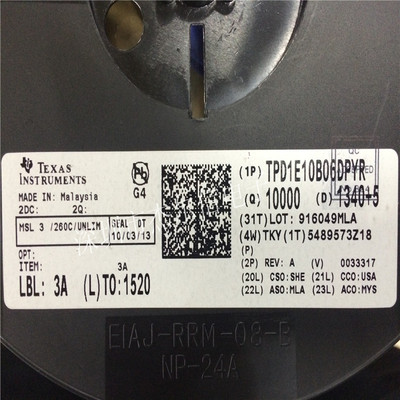 TEXAS
INSTRUMENTS
MADE IN: Malaysia
2DC: 2Q:
MSL 3 /260C/UNLIM
SEAL DT
10/03/13
OPT:
ITEM:
3A
LBL: 3A (L)TO:1520
Pb
G4
(1P) TPD1E10B06DPYR
(Q) 10000 (D) 1340+5
QC
(31T)LOT: 916049MLA
(4W)TKY(1T)5489573Z18
(P)
(2P) REV: A (V) 0033317
(20L) CSO:SHE (21L) CCO:USA
(22L) ASO:MLA (23L) ACO:MYS
EIAJ-RRM-08-B
NP-24A